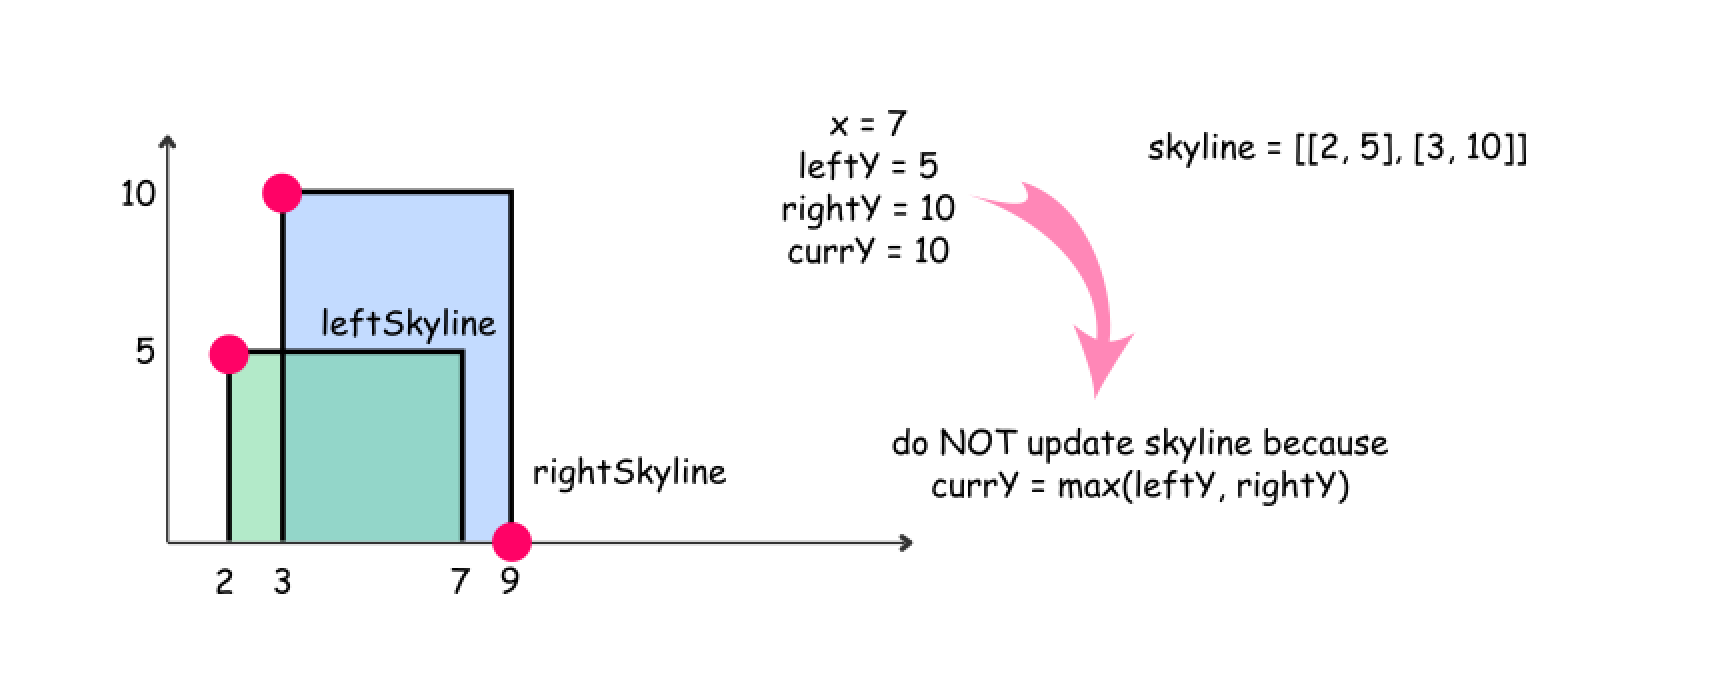 x = 7
leftY = 5
rightY = 10
currY = 10
skyline = [[2, 5], [3, 10]]
10
5
leftSkyline
rightSkyline
2 3 7 9
do NOT update skyline because
currY = max(leftY, rightY)